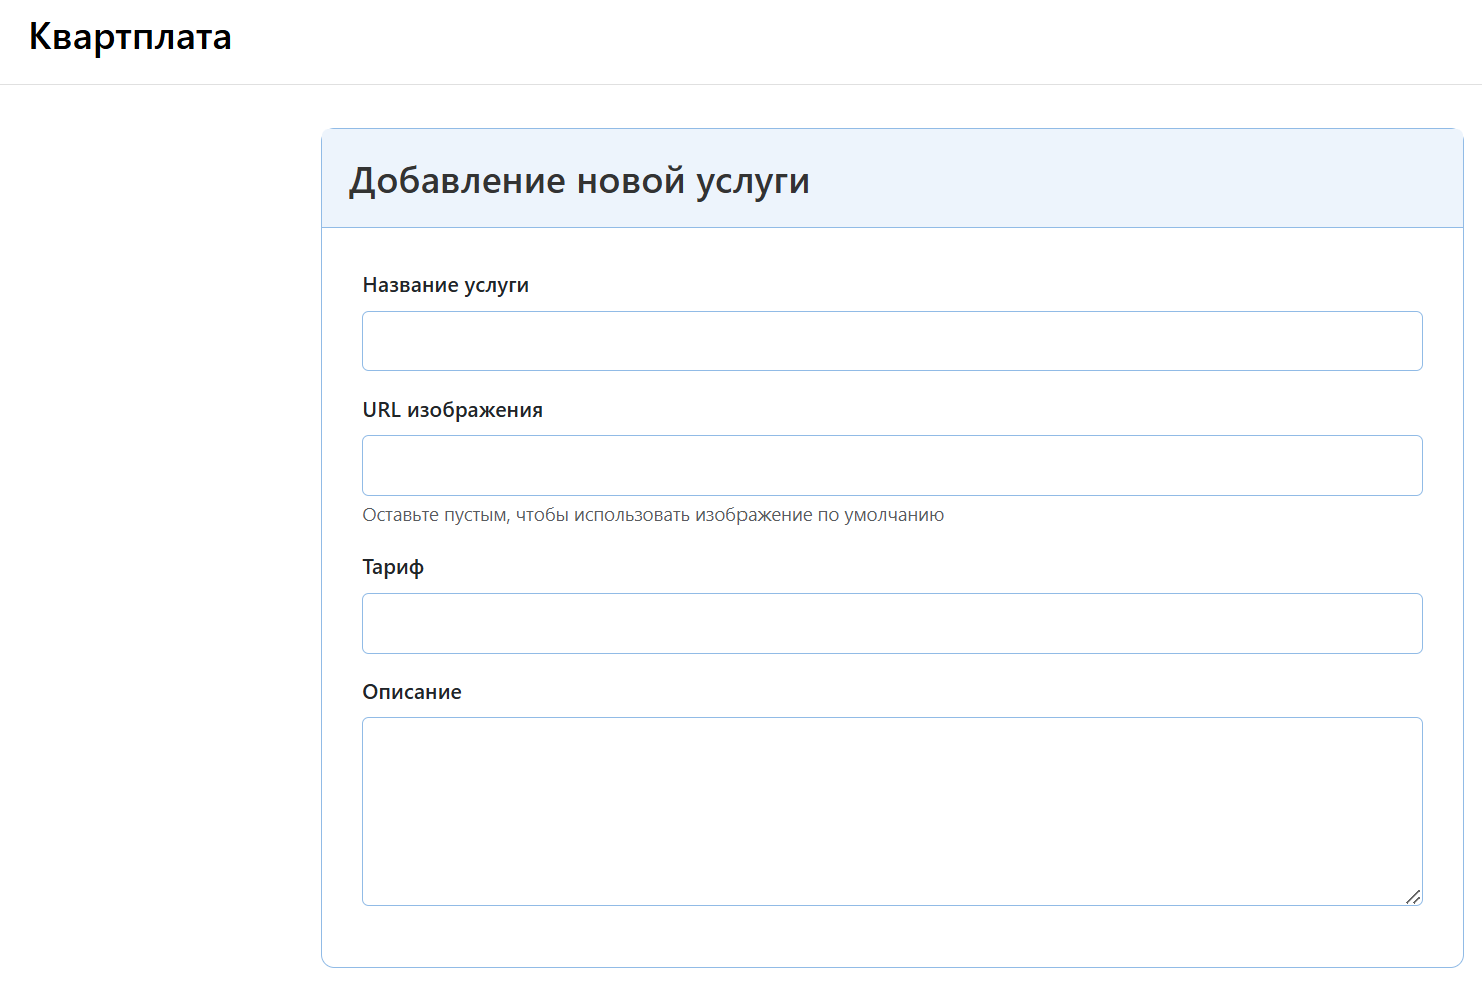 Квартплата
Добавление новой услуги
Название услуги
URL изображения
Оставьте пустым, чтобы использовать изображение по умолчанию
Тариф
Описание